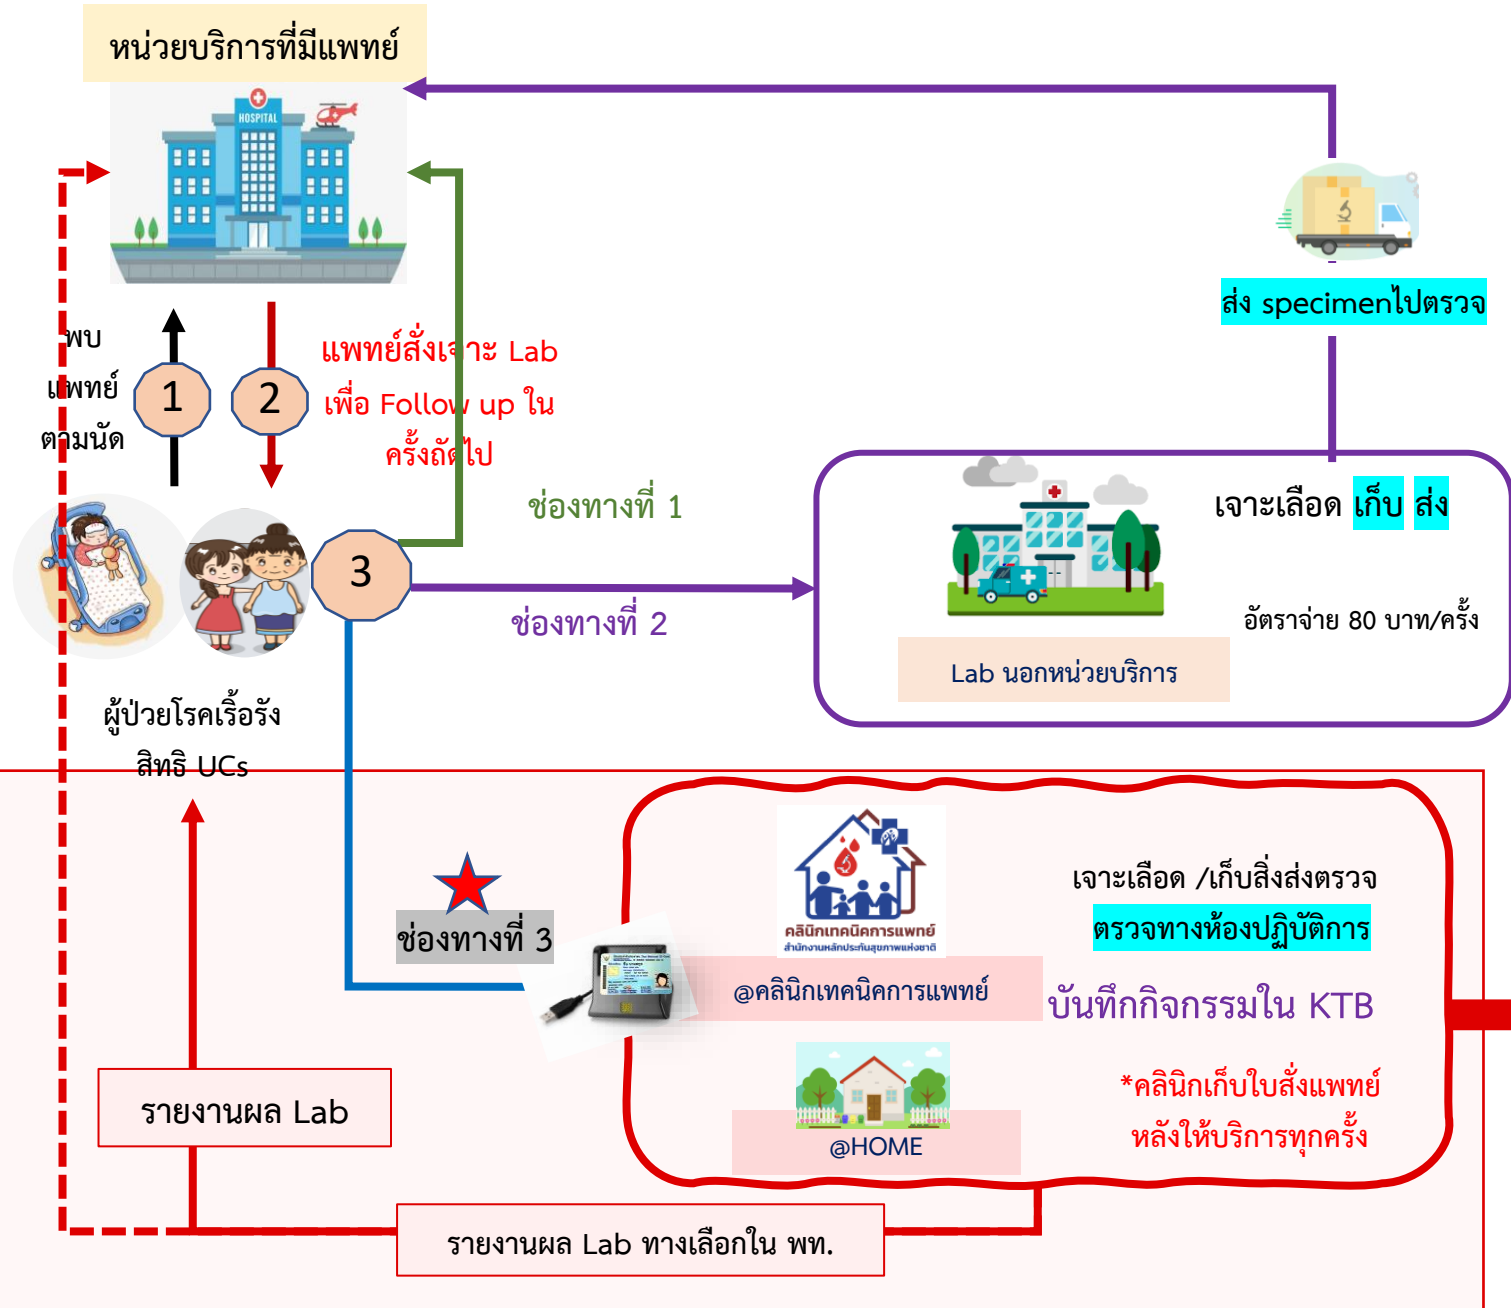 หน่วยบริการที่มีแพทย์
HOSPITAL
ส่ง specimenไปตรวจ
พบ
แพทย์
ตามนัด
1
2
แพทย์สั่งเจาะ Lab
เพื่อ Follow up ใน
ครั้งถัดไป
3
ช่องทางที่ 1
ช่องทางที่ 2
เจาะเลือด เก็บ ส่ง
อัตราจ่าย 80 บาท/ครั้ง
Lab นอกหน่วยบริการ
ผู้ป่วยโรคเริ้อรัง
สิทธิ UCs
ช่องทางที่ 3
คลินิกเทคนิคการแพทย์
สำนักงานหลักประกันสุขภาพแห่งชาติ
@คลินิกเทคนิคการแพทย์
@HOME
เจาะเลือด /เก็บสิ่งส่งตรวจ
ตรวจทางห้องปฏิบัติการ
บันทึกกิจกรรมใน KTB
*คลินิกเก็บใบสั่งแพทย์
หลังให้บริการทุกครั้ง
รายงานผล Lab
รายงานผล Lab ทางเลือกใน พท.